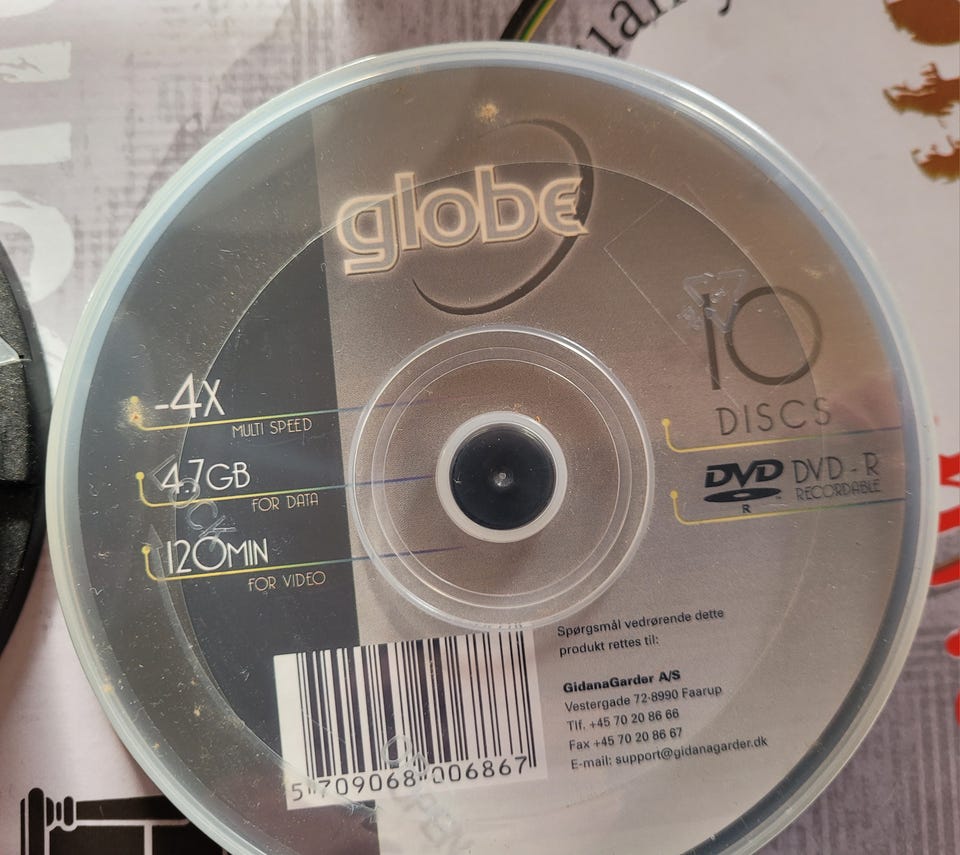 globe
10
DISCS
-4X
MULTI SPEED
4.7GB
FOR DATA
120MIN
FOR VIDEO
DVD
R
DVD-R
RECORDABLE
Spørgsmål vedrørende dette
produkt rettes til:
GidanaGarder A/S
Vestergade 72-8990 Faarup
Tlf. +45 70 20 86 66
Fax +45 70 20 86 67
E-mail: support@gidanagarder.dk
5 709068 006867
OPEN